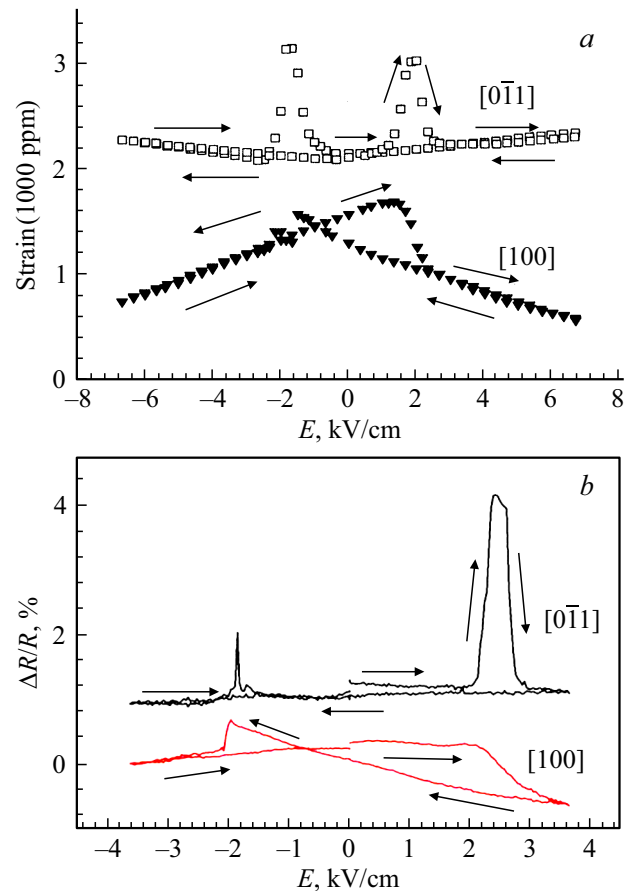 a
3
[01̅1]
2
Strain (1000 ppm)
[100]
1
0
–8 –6 –4 –2 0 2 4 6 8
E, kV/cm
b
4
ΔR/R, %
[01̅1]
2
[100]
0
–4 –3 –2 –1 0 1 2 3 4
E, kV/cm